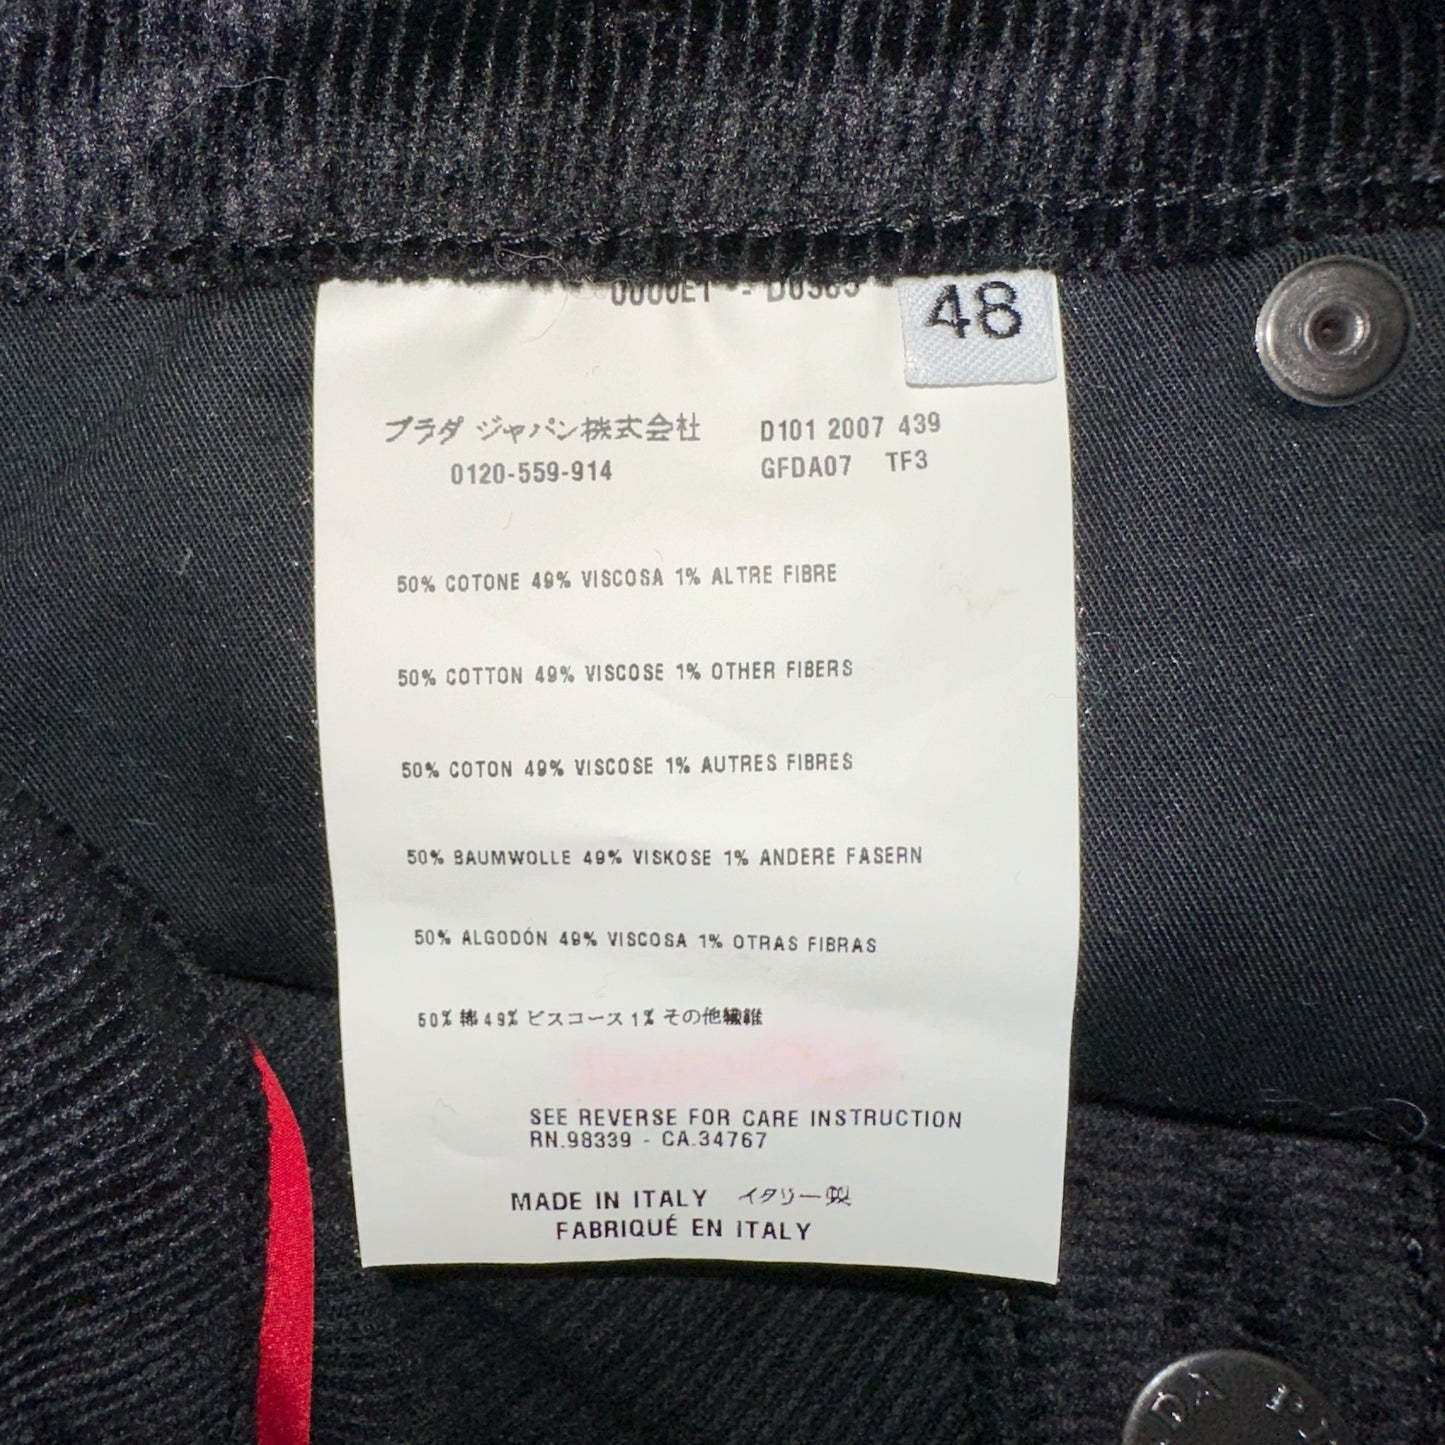 48
プラダ ジャパン株式会社 D101 2007 439
0120-559-914 GFDA07 TF3
50% COTONE 49% VISCOSA 1% ALTRE FIBRE
50% COTTON 49% VISCOSE 1% OTHER FIBERS
50% COTON 49% VISCOSE 1% AUTRES FIBRES
50% BAUMWOLLE 49% VISKOSE 1% ANDERE FASERN
50% ALGODÓN 49% VISCOSA 1% OTRAS FIBRAS
50% 綿 49% ビスコース 1% その他繊維
SEE REVERSE FOR CARE INSTRUCTION
RN.98339 - CA.34767
MADE IN ITALY イタリー製
FABRIQUÉ EN ITALY